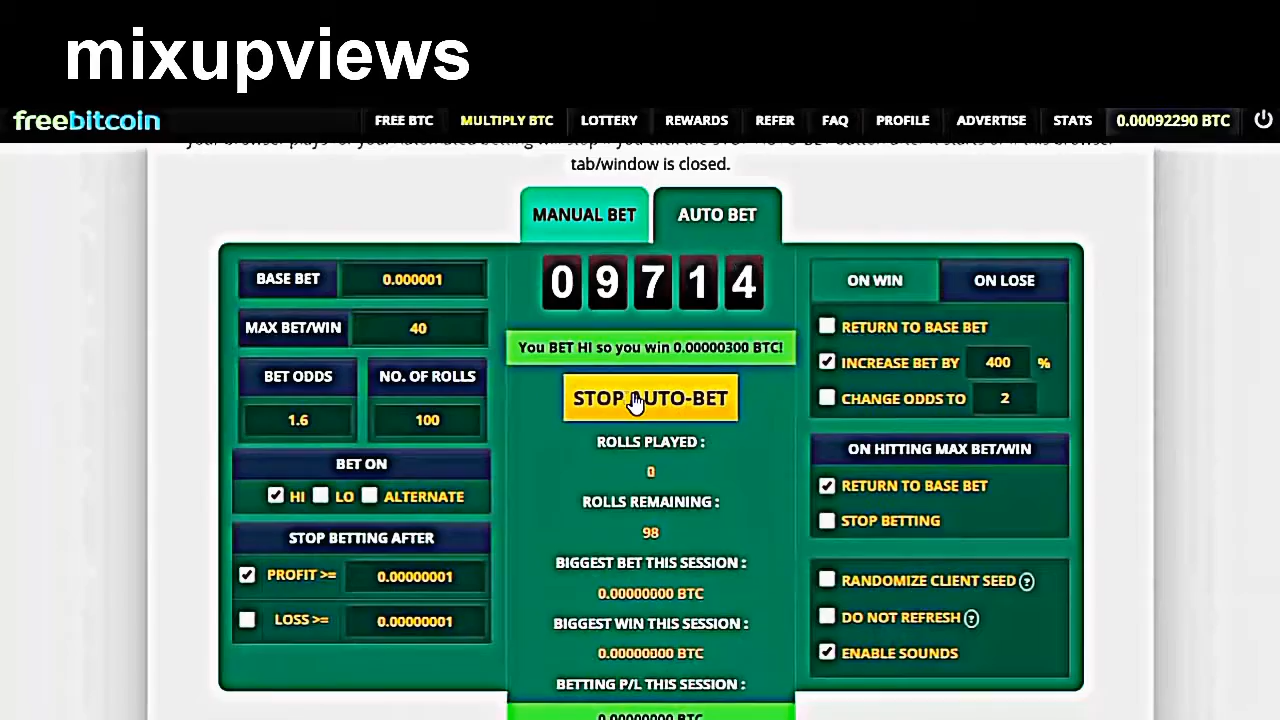 mixupviews
freebitcoin
FREE BTC
MULTIPLY BTC
LOTTERY
REWARDS
REFER
FAQ
PROFILE
ADVERTISE
STATS
0.00092290 BTC
tab/window is closed.
MANUAL BET
AUTO BET
BASE BET
0.000001
MAX BET/WIN
40
BET ODDS
NO. OF ROLLS
1.6
100
BET ON
HI
LO
ALTERNATE
STOP BETTING AFTER
PROFIT >=
0.00000001
LOSS >=
0.00000001
09714
You BET HI so you win 0.00000300 BTC!
STOP AUTO-BET
ROLLS PLAYED :
0
ROLLS REMAINING :
98
BIGGEST BET THIS SESSION :
0.00000000 BTC
BIGGEST WIN THIS SESSION :
0.00000000 BTC
BETTING P/L THIS SESSION :
0.00000000 BTC
ON WIN
ON LOSE
RETURN TO BASE BET
INCREASE BET BY
400
%
CHANGE ODDS TO
2
ON HITTING MAX BET/WIN
RETURN TO BASE BET
STOP BETTING
RANDOMIZE CLIENT SEED ?
DO NOT REFRESH ?
ENABLE SOUNDS